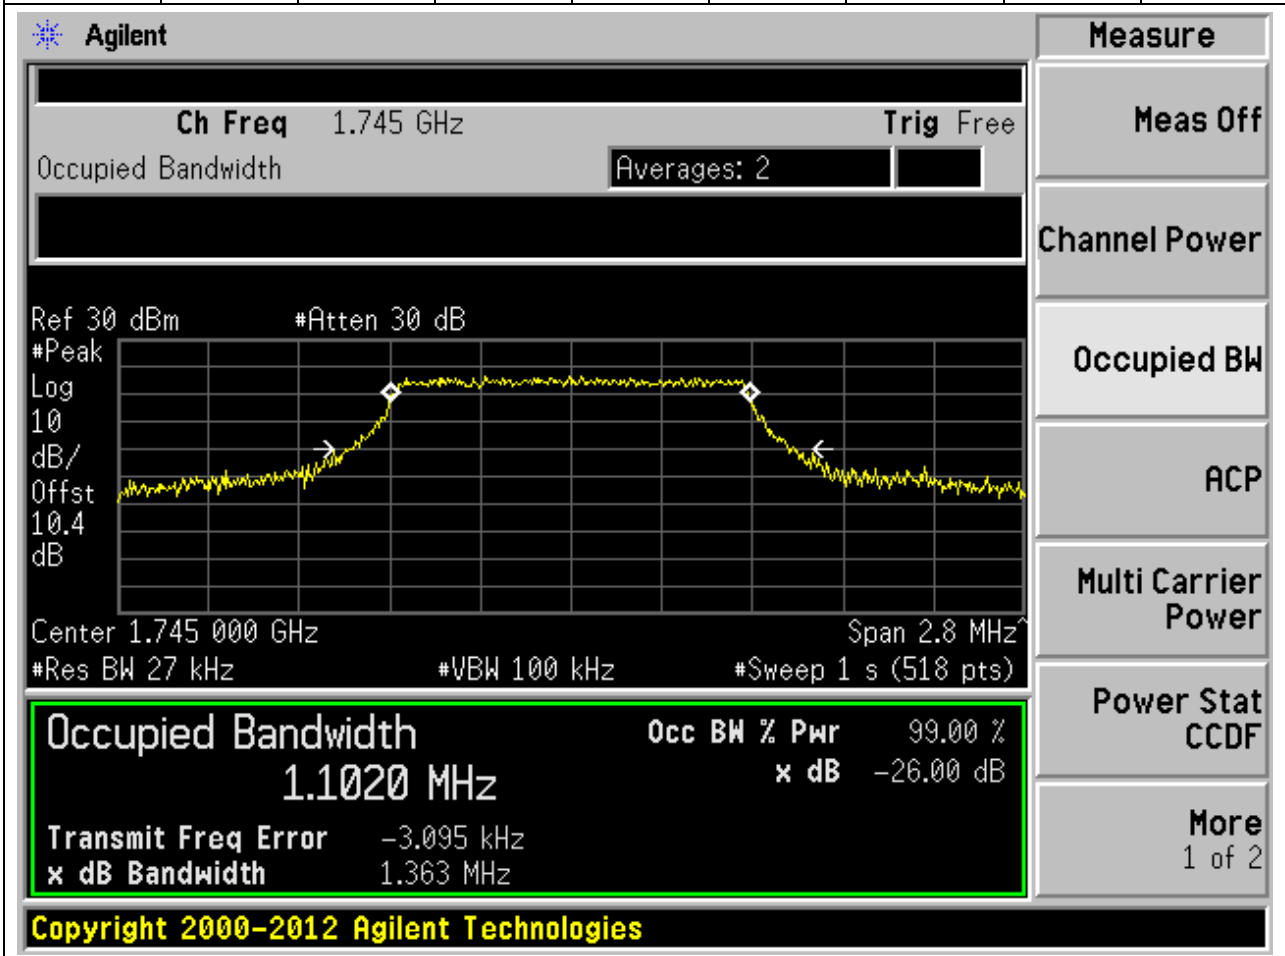 Agilent
Measure
Ch Freq 1.745 GHz Trig Free
Occupied Bandwidth Averages: 2
Meas Off
Channel Power
Ref 30 dBm #Atten 30 dB
#Peak
Log
10
dB/
Offst
10.4
dB
Occupied BW
ACP
Multi Carrier
Power
Center 1.745 000 GHz Span 2.8 MHz^
#Res BW 27 kHz #VBW 100 kHz #Sweep 1 s (518 pts)
Power Stat
CCDF
Occupied Bandwidth Occ BW % Pwr 99.00 %
1.1020 MHz x dB -26.00 dB
Transmit Freq Error -3.095 kHz
x dB Bandwidth 1.363 MHz
More
1 of 2
Copyright 2000-2012 Agilent Technologies